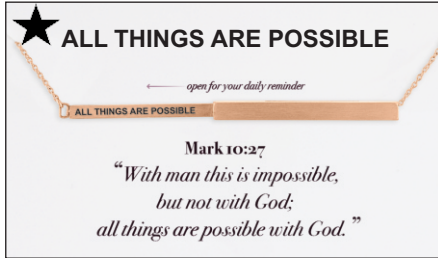 ALL THINGS ARE POSSIBLE
open for your daily reminder
ALL THINGS ARE POSSIBLE
Mark 10:27
“With man this is impossible,
but not with God;
all things are possible with God.”